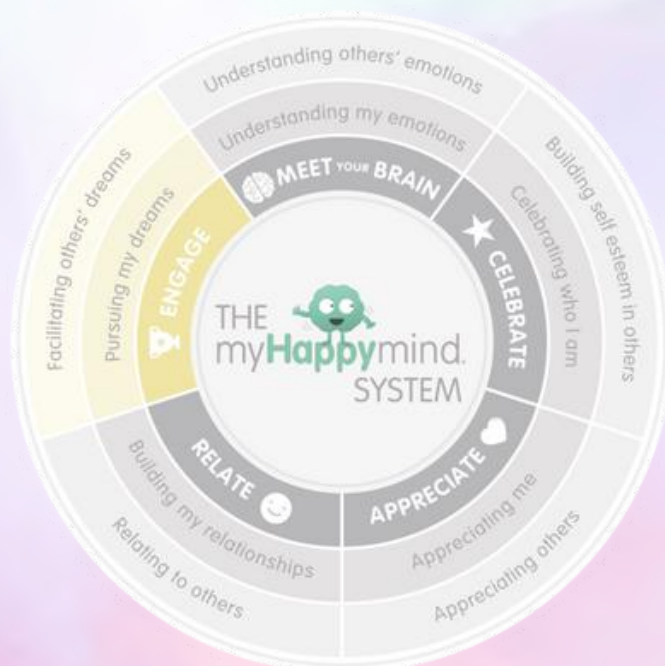 Understanding others' emotions
Understanding my emotions
MEET YOUR BRAIN
Building self esteem in others
Celebrating who I am
CELEBRATE
Appreciating others
Appreciating me
APPRECIATE
Relating to others
Building my relationships
RELATE
Facilitating others' dreams
Pursuing my dreams
ENGAGE
THE
myHappymind.
SYSTEM